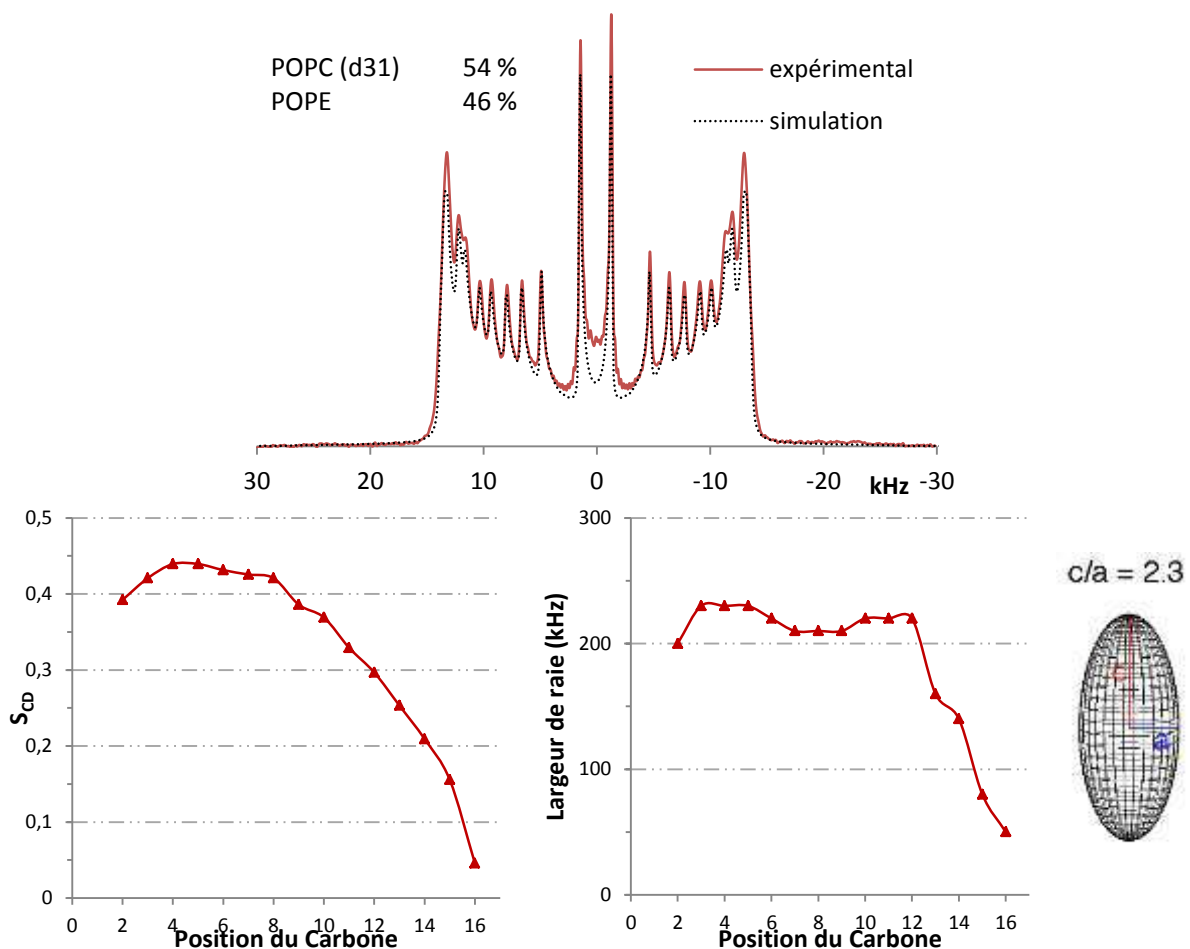 POPC (d31) 54 %
POPE 46 %
expérimental
simulation
30 20 10 0 -10 kHz -20 -30
0,5
0,4
0,3
0,2
0,1
0
S_CD
0 2 4 6 8 10 12 14 16
Position du Carbone
300
200
100
0
Largeur de raie (kHz)
0 2 4 6 8 10 12 14 16
Position du Carbone
c/a = 2.3
a